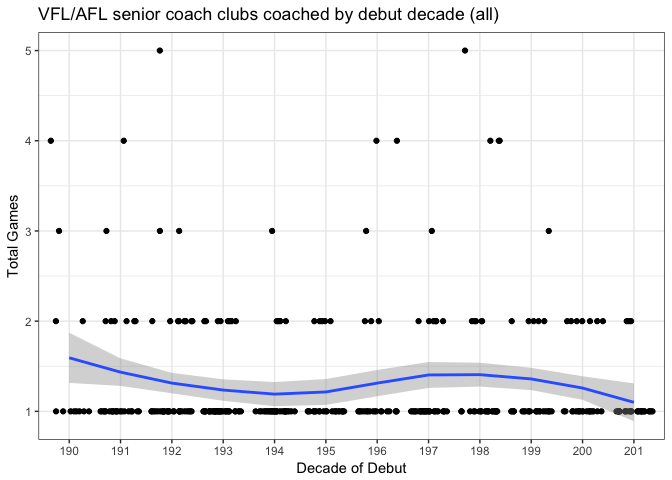 VFL/AFL senior coach clubs coached by debut decade (all)
5
4
3
2
1
Total Games
190 191 192 193 194 195 196 197 198 199 200 201
Decade of Debut